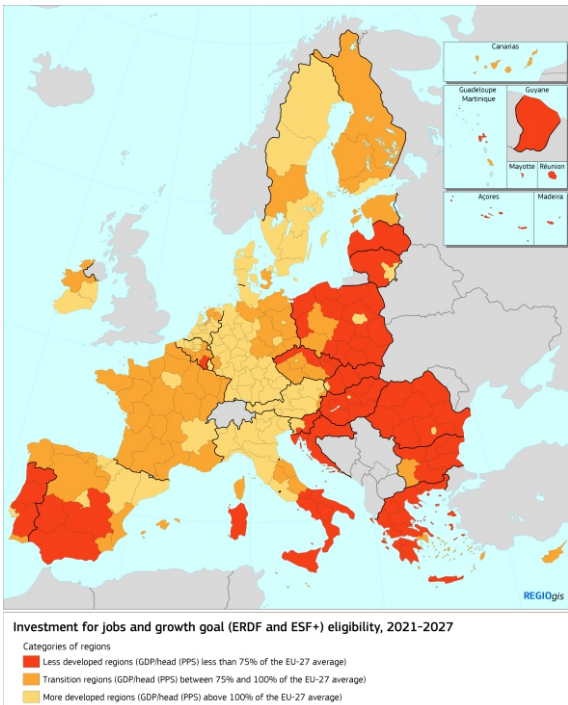 Canarias
Guadeloupe
Martinique
Guyane
Mayotte
Réunion
Açores
Madeira
REGIOgis
Investment for jobs and growth goal (ERDF and ESF+) eligibility, 2021-2027
Categories of regions
Less developed regions (GDP/head (PPS) less than 75% of the EU-27 average)
Transition regions (GDP/head (PPS) between 75% and 100% of the EU-27 average)
More developed regions (GDP/head (PPS) above 100% of the EU-27 average)